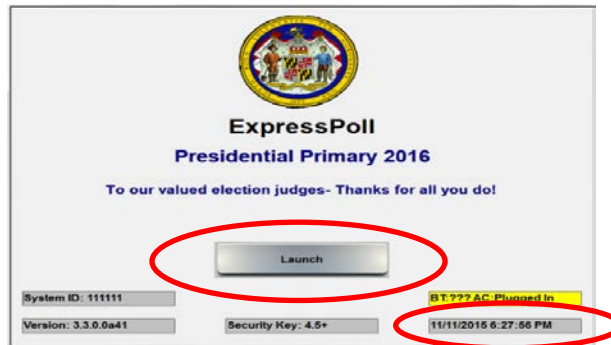 ExpressPoll
Presidential Primary 2016
To our valued election judges- Thanks for all you do!
Launch
System ID: 111111
BT:??? AC:Plugged In
Version: 3.3.0.0a41
Security Key: 4.5+
11/11/2015 6:27:56 PM